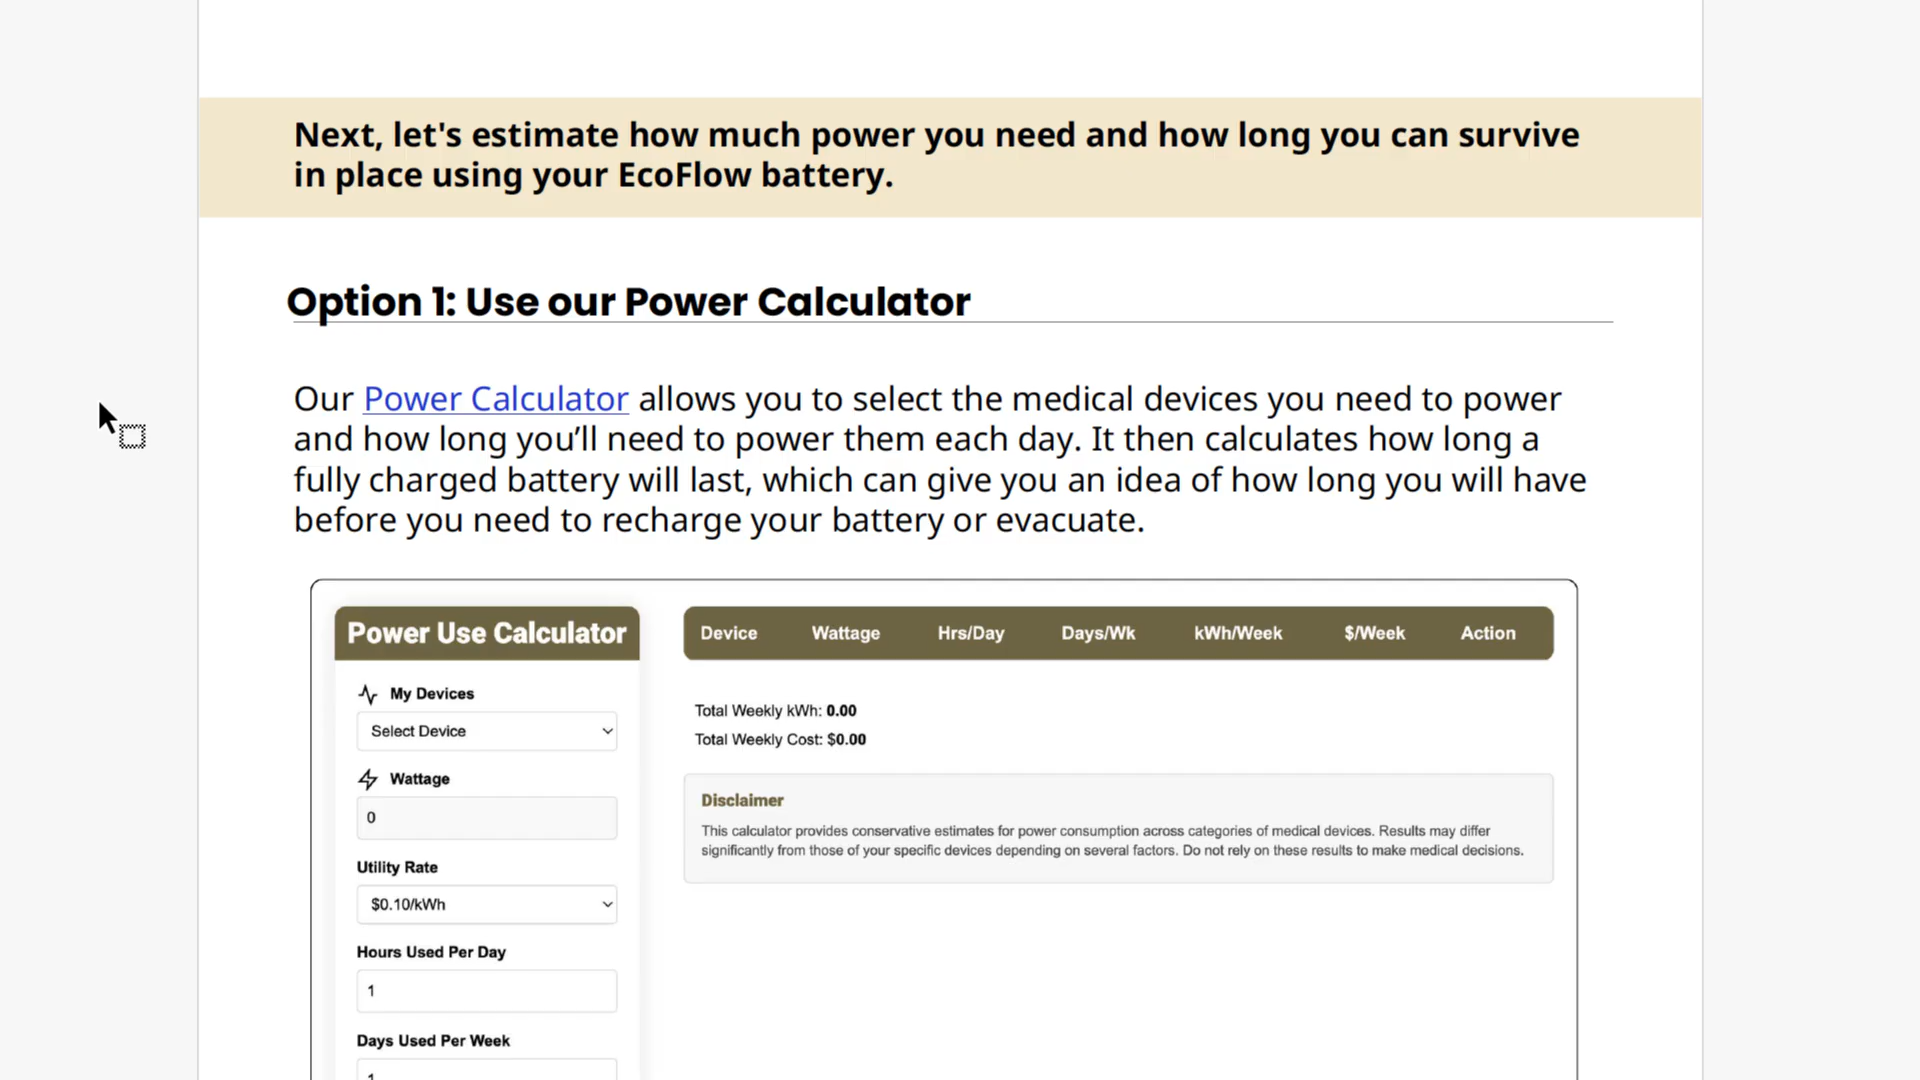 Next, let's estimate how much power you need and how long you can survive
in place using your EcoFlow battery.
Option 1: Use our Power Calculator
Our Power Calculator allows you to select the medical devices you need to power
and how long you’ll need to power them each day. It then calculates how long a
fully charged battery will last, which can give you an idea of how long you will have
before you need to recharge your battery or evacuate.
Power Use Calculator
My Devices
Select Device
Wattage
0
Utility Rate
$0.10/kWh
Hours Used Per Day
1
Days Used Per Week
1
Device Wattage Hrs/Day Days/Wk kWh/Week $/Week Action
Total Weekly kWh: 0.00
Total Weekly Cost: $0.00
Disclaimer
This calculator provides conservative estimates for power consumption across categories of medical devices. Results may differ
significantly from those of your specific devices depending on several factors. Do not rely on these results to make medical decisions.